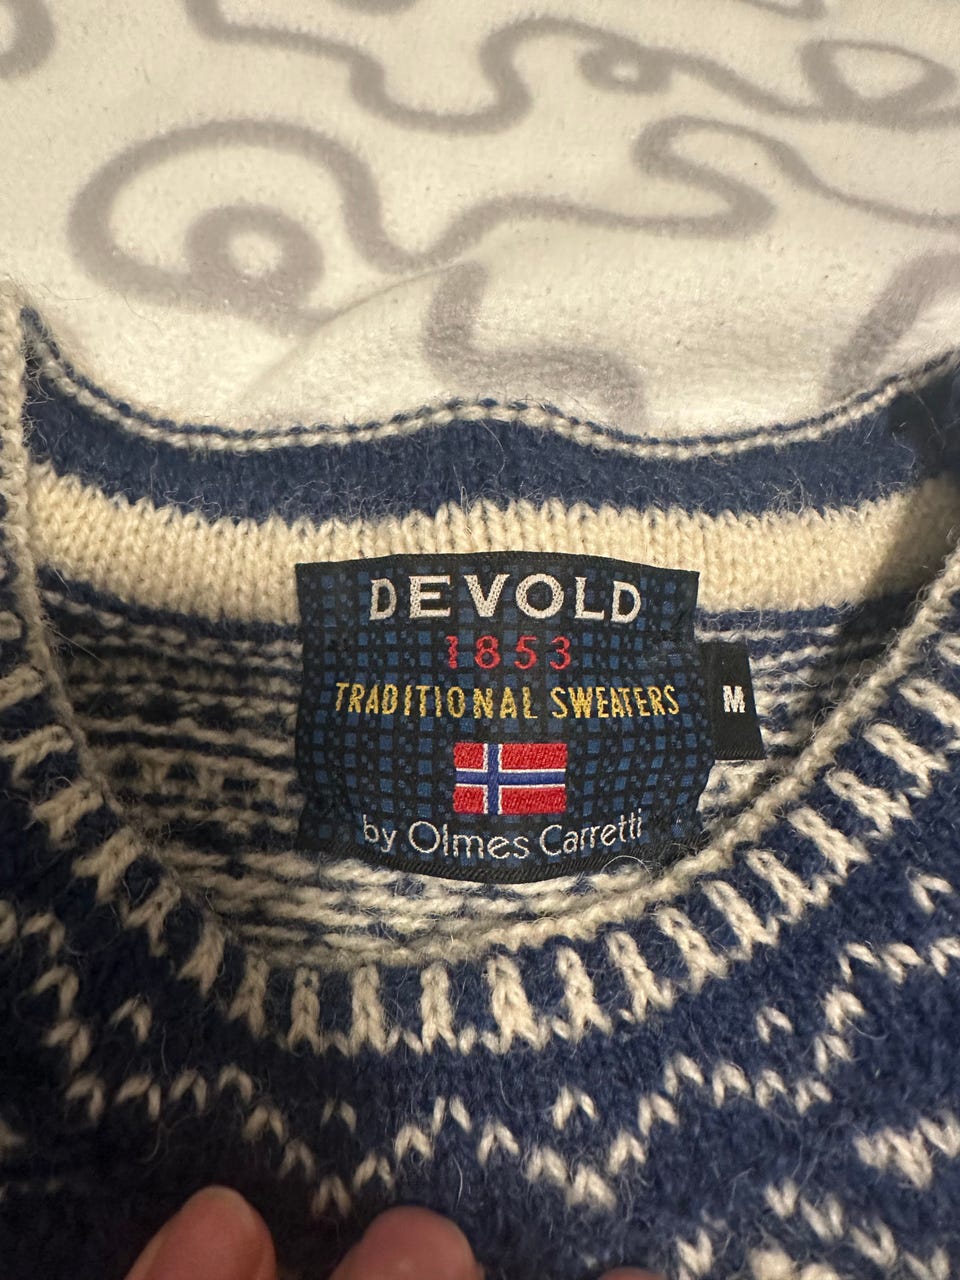 DEVOLD
1853
TRADITIONAL SWEATERS
M
by Olmes Carretti